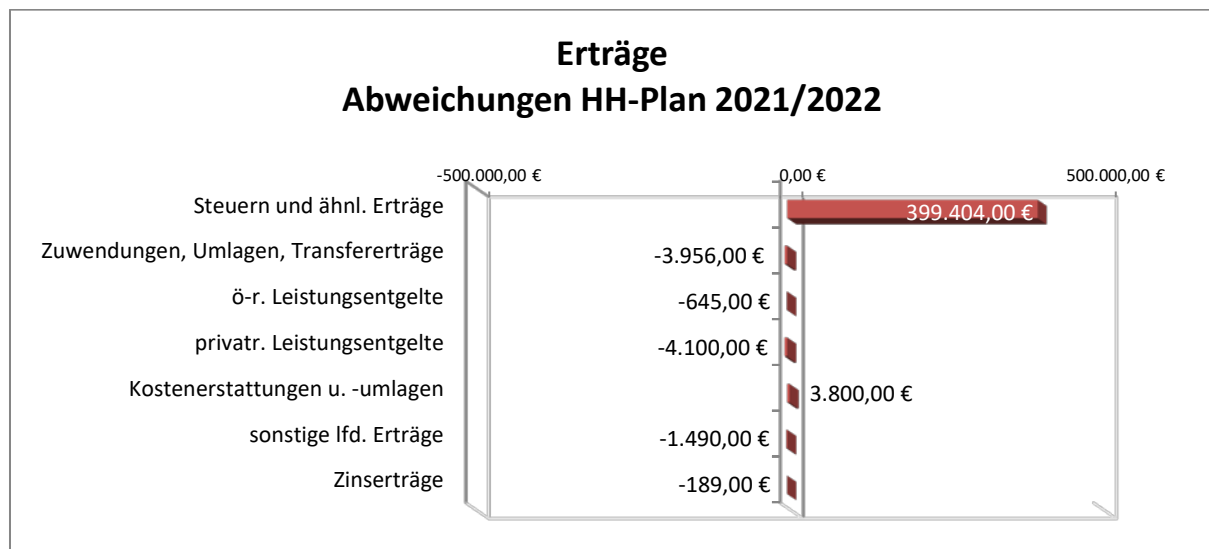 Erträge
Abweichungen HH-Plan 2021/2022
-500.000,00 € 0,00 € 500.000,00 €
Steuern und ähnl. Erträge 399.404,00 €
Zuwendungen, Umlagen, Transfererträge -3.956,00 €
ö-r. Leistungsentgelte -645,00 €
privatr. Leistungsentgelte -4.100,00 €
Kostenerstattungen u. -umlagen 3.800,00 €
sonstige lfd. Erträge -1.490,00 €
Zinserträge -189,00 €